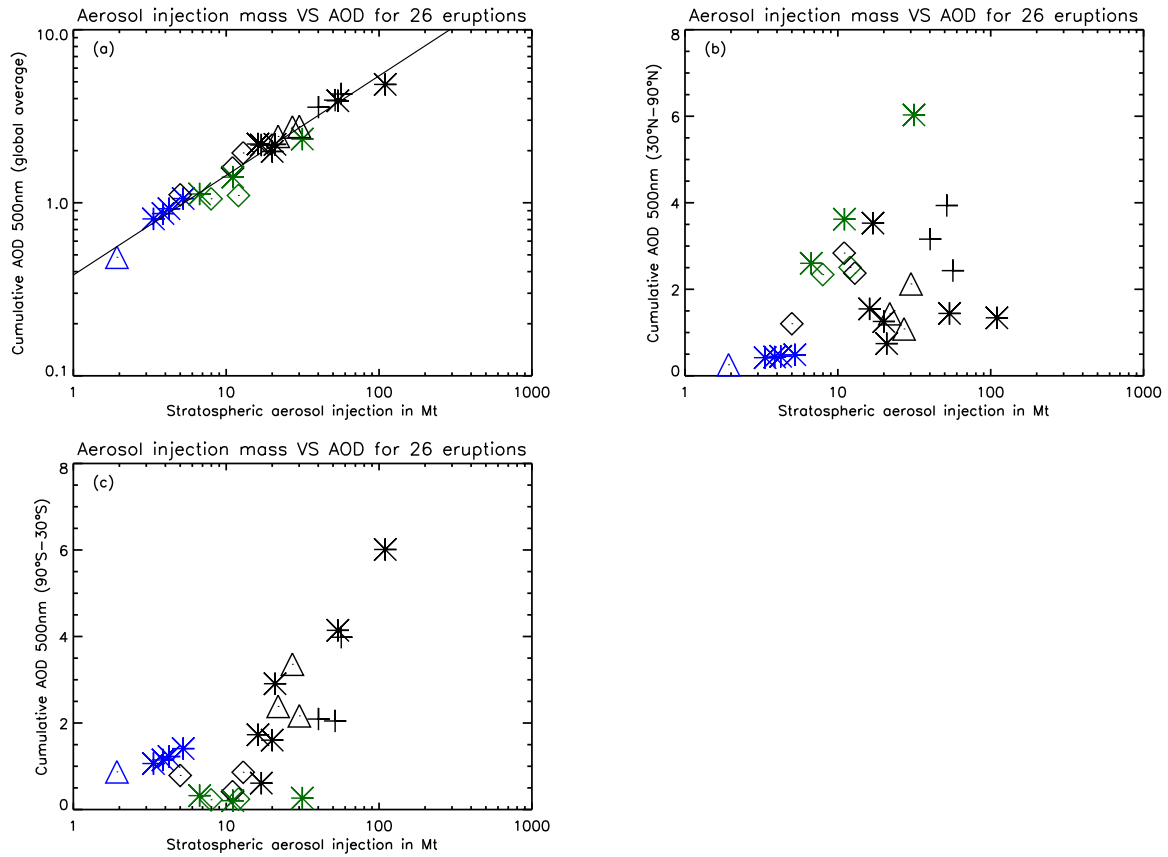 Aerosol injection mass VS AOD for 26 eruptions
(a)
10.0
1.0
0.1
Cumulative AOD 500nm (global average)
1 10 100 1000
Stratospheric aerosol injection in Mt
Aerosol injection mass VS AOD for 26 eruptions
(b)
8
6
4
2
0
Cumulative AOD 500nm (30°N−90°N)
1 10 100 1000
Stratospheric aerosol injection in Mt
Aerosol injection mass VS AOD for 26 eruptions
(c)
8
6
4
2
0
Cumulative AOD 500nm (90°S−30°S)
1 10 100 1000
Stratospheric aerosol injection in Mt